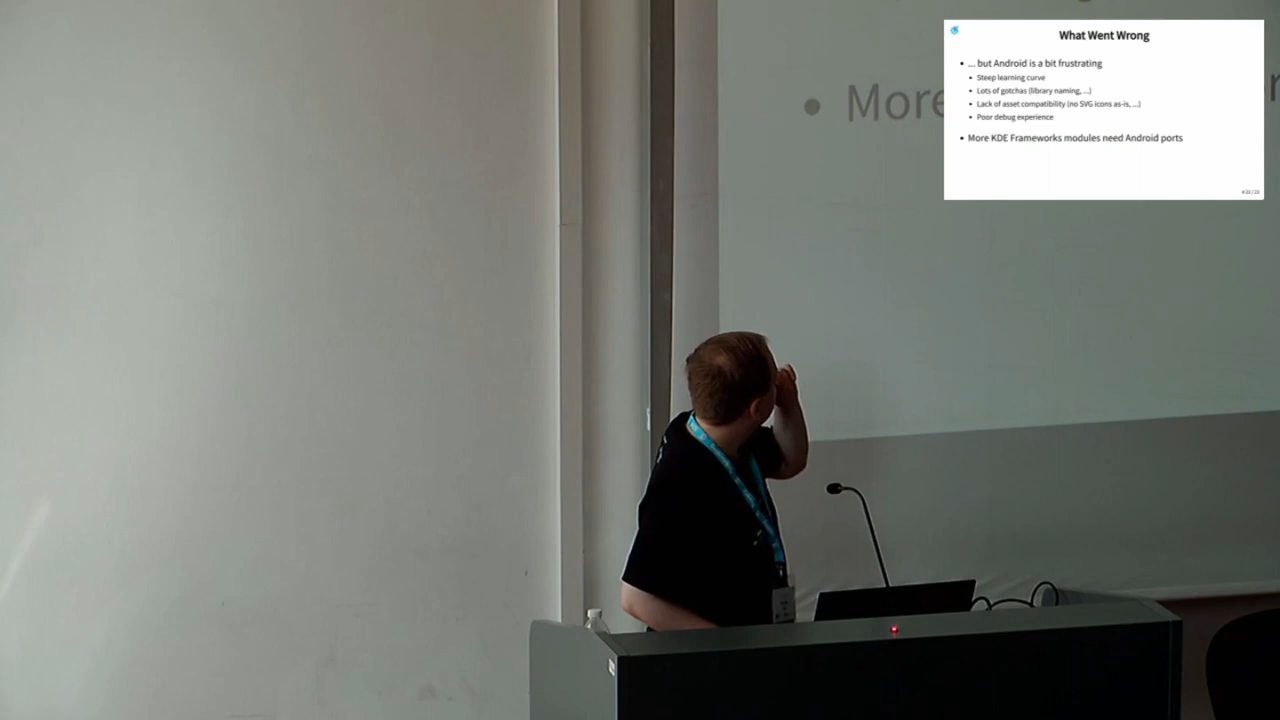 What Went Wrong
• ... but Android is a bit frustrating
• Steep learning curve
• Lots of gotchas (library naming, ...)
• Lack of asset compatibility (no SVG icons as-is, ...)
• Poor debug experience
• More KDE Frameworks modules need Android ports
• More